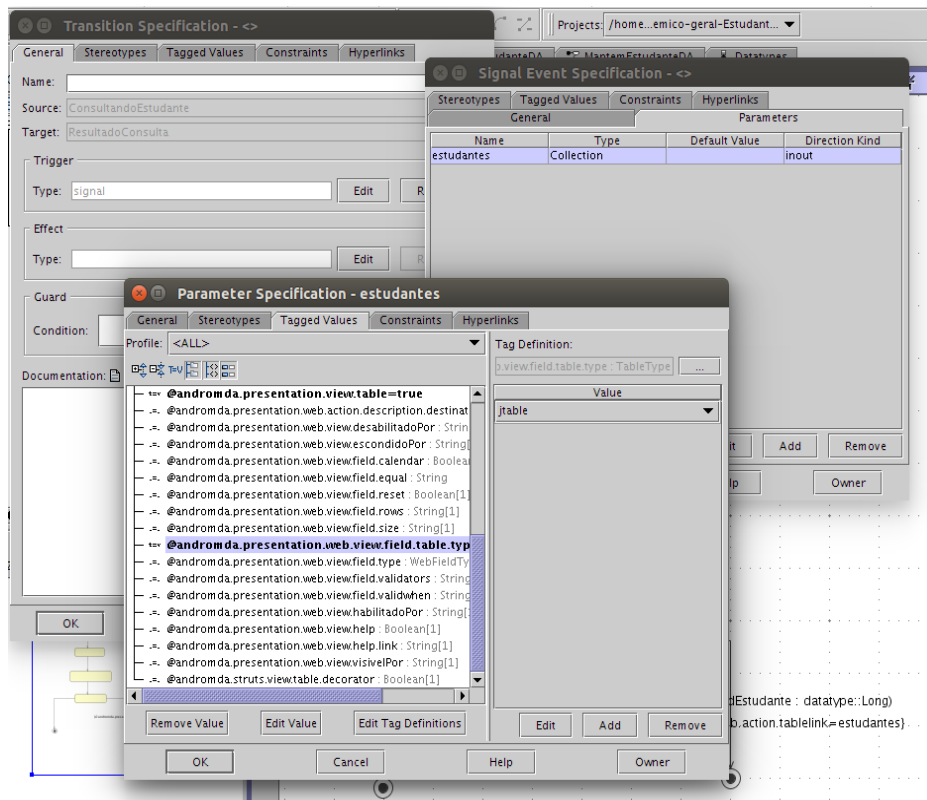 Transition Specification - <>
General
Stereotypes
Tagged Values
Constraints
Hyperlinks
Name:
Source: ConsultandoEstudante
Target: ResultadoConsulta
Trigger
Type: signal
Edit
Effect
Type:
Edit
Guard
Condition:
Documentation:
OK
Projects: /home...emico-geral-Estudant...
MantemEstudanteDA
Datatypes
Signal Event Specification - <>
Stereotypes
Tagged Values
Constraints
Hyperlinks
General
Parameters
Name Type Default Value Direction Kind
estudantes Collection inout
Add
Remove
Owner
Parameter Specification - estudantes
General
Stereotypes
Tagged Values
Constraints
Hyperlinks
Profile: <ALL>
@andromda.presentation.view.table=true
@andromda.presentation.web.action.description.destinat
@andromda.presentation.web.view.desabilitadoPor : Strin
@andromda.presentation.web.view.escondidoPor : String[
@andromda.presentation.web.view.field.calendar : Boolea
@andromda.presentation.web.view.field.equal : String
@andromda.presentation.web.view.field.reset : Boolean[1]
@andromda.presentation.web.view.field.rows : String[1]
@andromda.presentation.web.view.field.size : String[1]
@andromda.presentation.web.view.field.table.typ
@andromda.presentation.web.view.field.type : WebFieldTy
@andromda.presentation.web.view.field.validators : String
@andromda.presentation.web.view.field.validwhen : String
@andromda.presentation.web.view.habilitadoPor : String[
@andromda.presentation.web.view.help : Boolean[1]
@andromda.presentation.web.view.help.link : String[1]
@andromda.presentation.web.view.visivelPor : String[1]
@andromda.struts.view.table.decorator : Boolean[1]
Remove Value
Edit Value
Edit Tag Definitions
Tag Definition:
.view.field.table.type : TableType
...
Value
jtable
Edit
Add
Remove
OK
Cancel
Help
Owner
dEstudante : datatype::Long)
b.action.tablelink=estudantes}